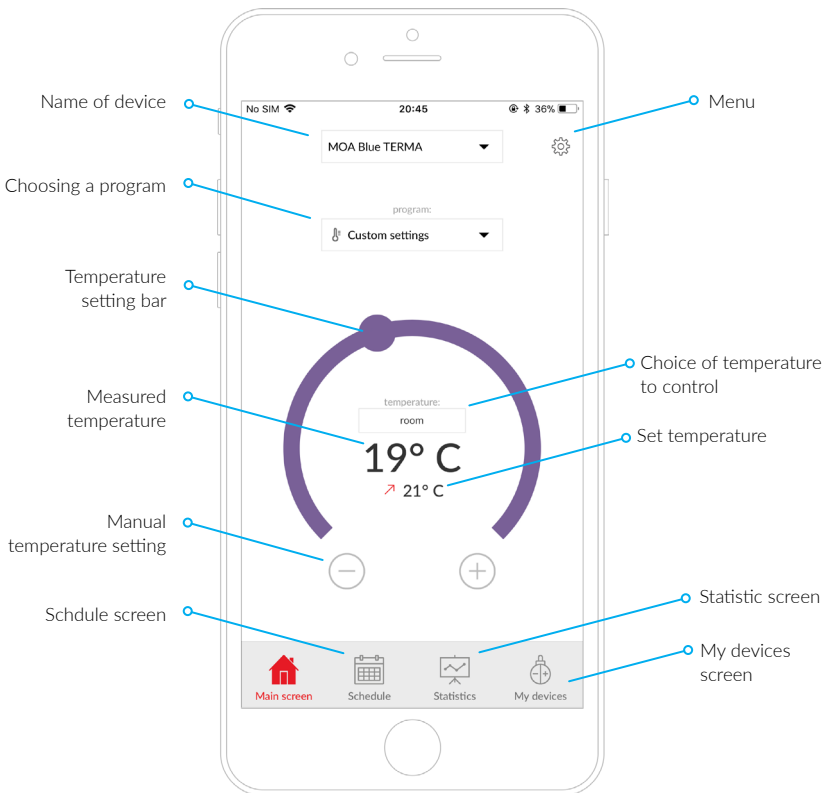 No SIM
20:45
36%
Name of device
Menu
MOA Blue TERMA
Choosing a program
program:
Custom settings
Temperature
setting bar
Choice of temperature
to control
Measured
temperature
temperature:
room
Set temperature
19° C
21° C
Manual
temperature setting
Schdule screen
Statistic screen
My devices
screen
Main screen
Schedule
Statistics
My devices